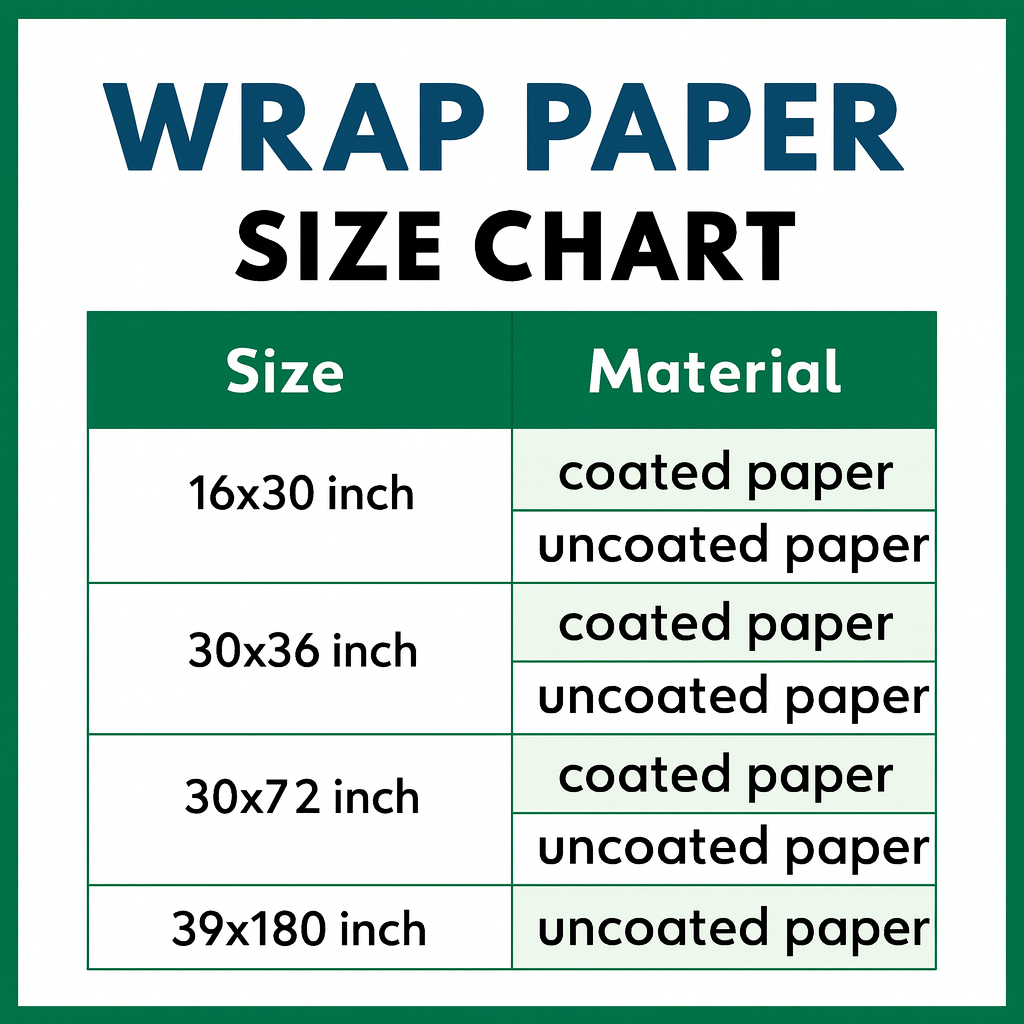 WRAP PAPER
SIZE CHART
Size Material
16x30 inch
coated paper
uncoated paper
30x36 inch
coated paper
uncoated paper
30x72 inch
coated paper
uncoated paper
39x180 inch
uncoated paper